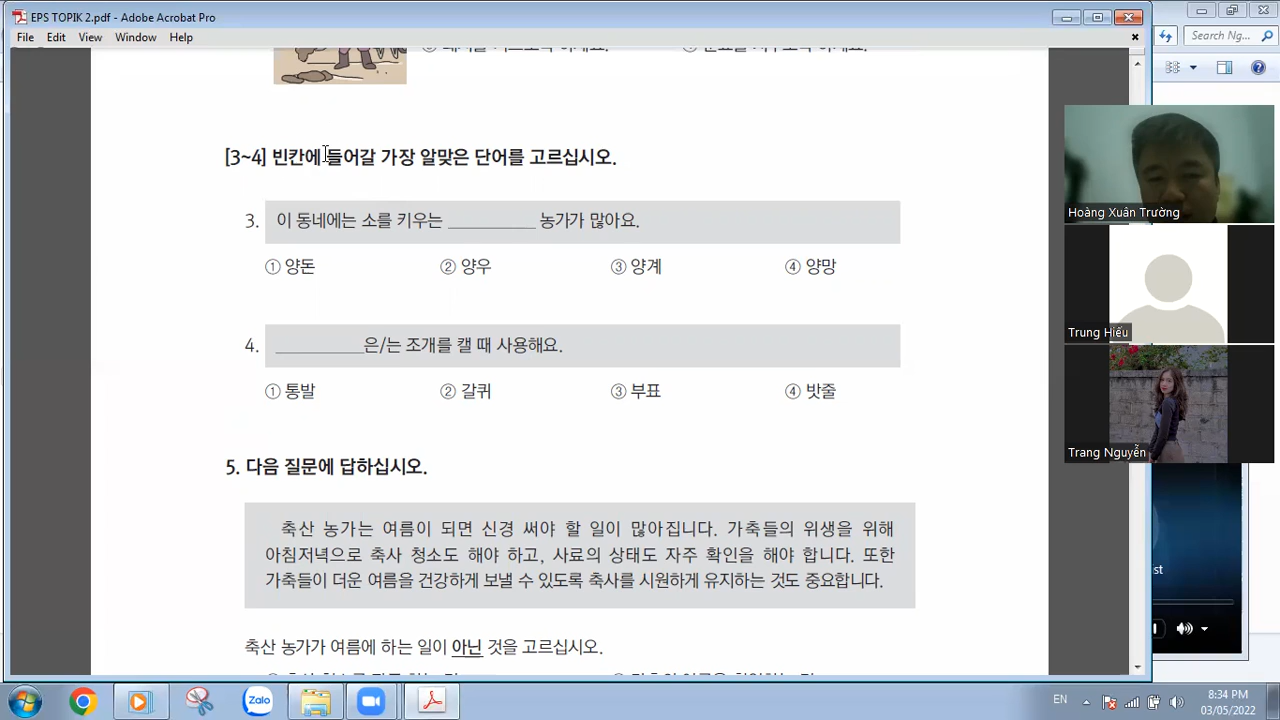 EPS TOPIK 2.pdf - Adobe Acrobat Pro
File Edit View Window Help
Search Ng...
[3~4] 빈칸에 들어갈 가장 알맞은 단어를 고르십시오.
3. 이 동네에는 소를 키우는 __________ 농가가 많아요.
① 양돈 ② 양우 ③ 양계 ④ 양망
4. __________은/는 조개를 캘 때 사용해요.
① 통발 ② 갈퀴 ③ 부표 ④ 밧줄
5. 다음 질문에 답하십시오.
축산 농가는 여름이 되면 신경 써야 할 일이 많아집니다. 가축들의 위생을 위해
아침저녁으로 축사 청소도 해야 하고, 사료의 상태도 자주 확인을 해야 합니다. 또한
가축들이 더운 여름을 건강하게 보낼 수 있도록 축사를 시원하게 유지하는 것도 중요합니다.
축산 농가가 여름에 하는 일이 아닌 것을 고르십시오.
Hoàng Xuân Trường
Trung Hiếu
Trang Nguyễn
Zalo
EN
8:34 PM
03/05/2022